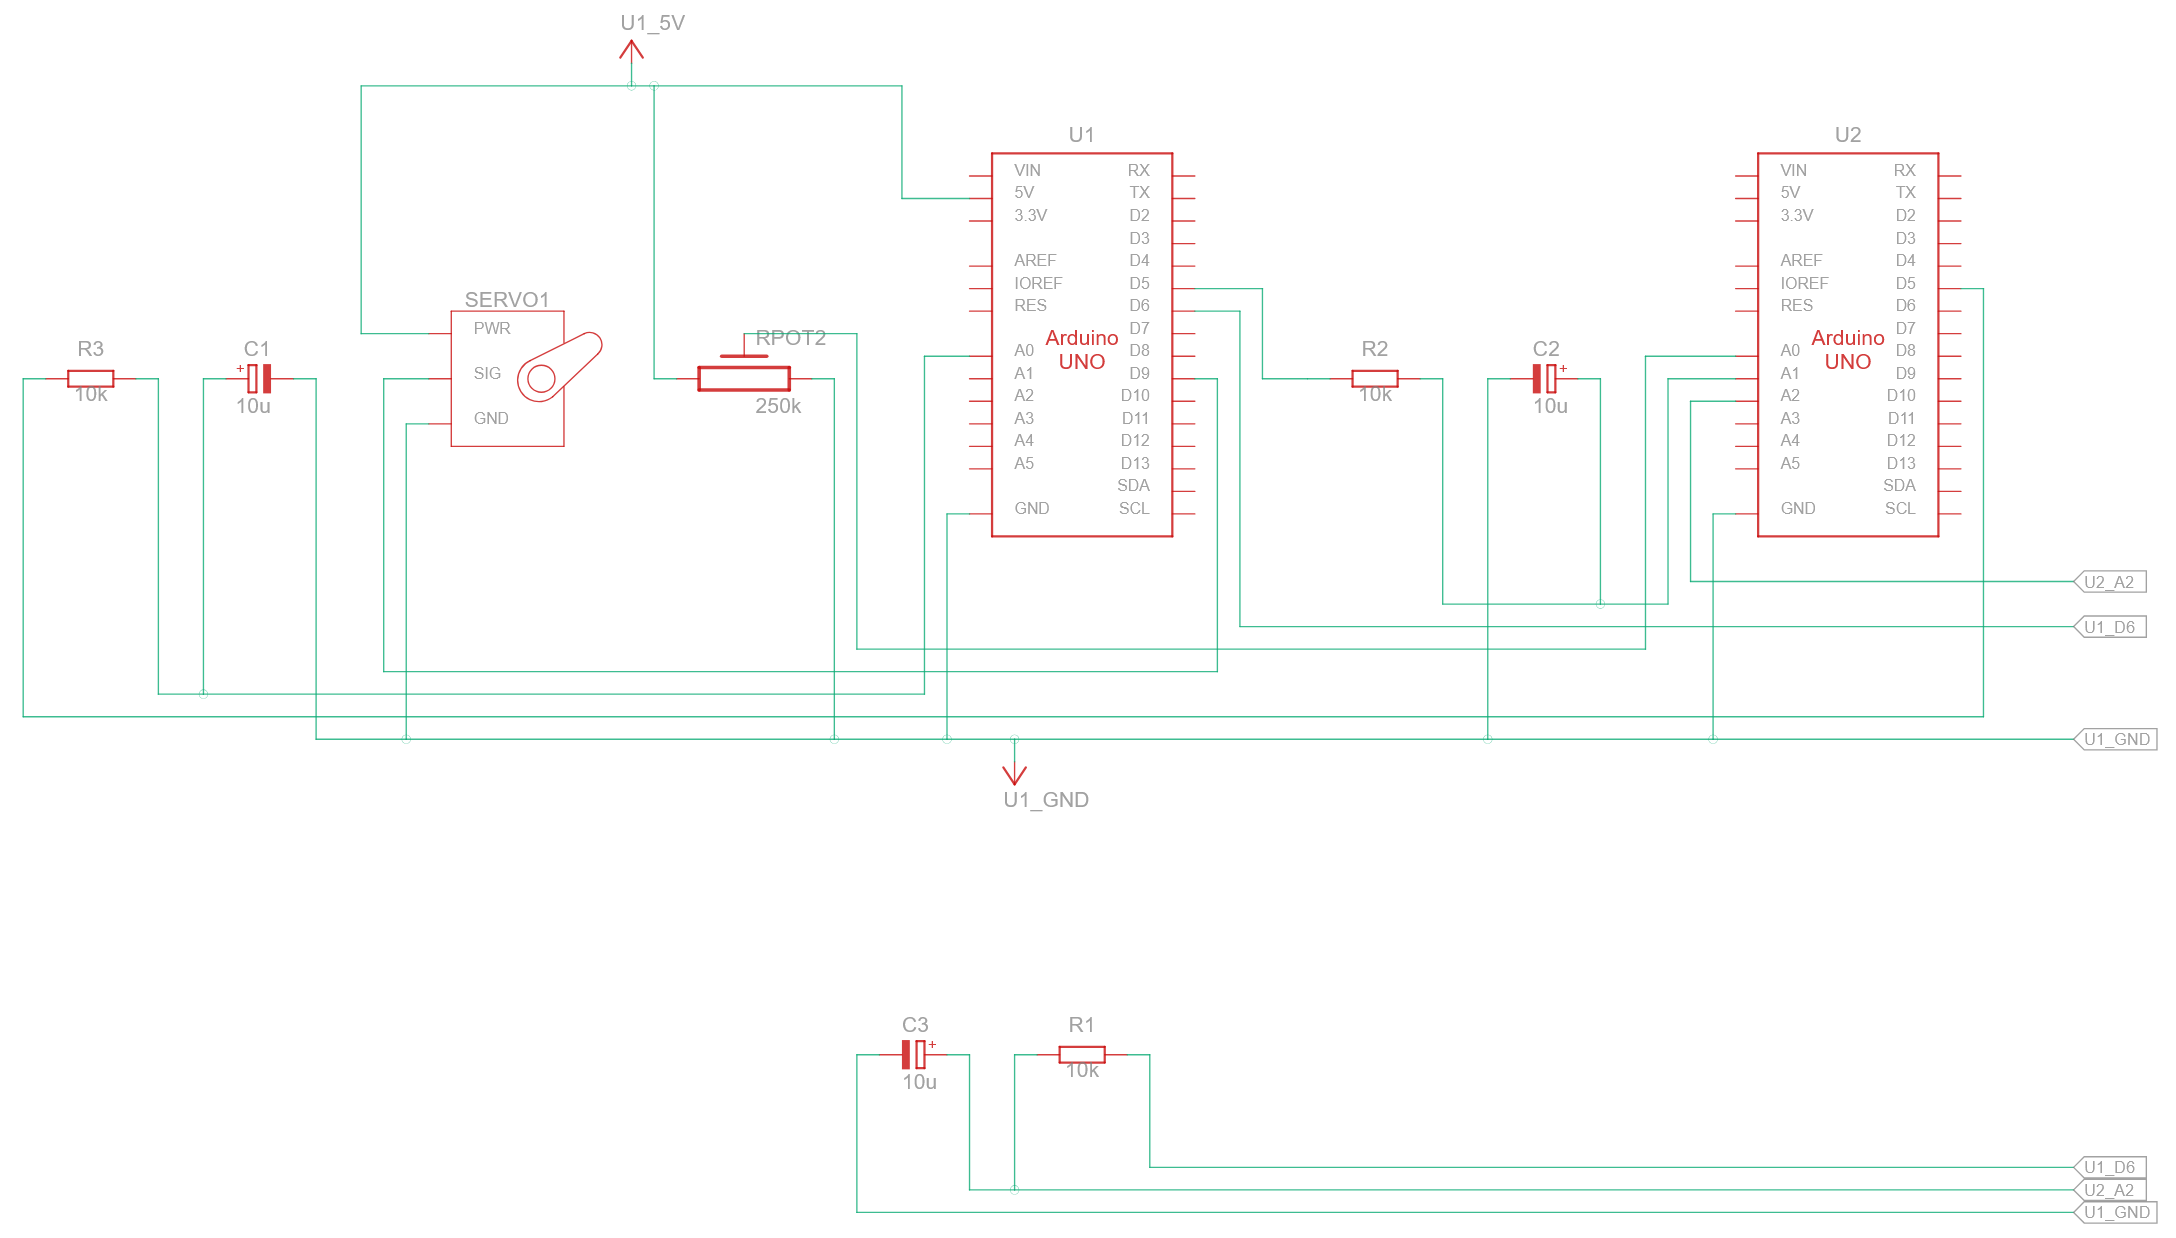 U1_5V
U1
U2
VIN RX
5V TX
3.3V D2
D3
AREF D4
IOREF D5
RES D6
D7
A0 D8
A1 D9
A2 D10
A3 D11
A4 D12
A5 D13
SDA
GND SCL
Arduino
UNO
VIN RX
5V TX
3.3V D2
D3
AREF D4
IOREF D5
RES D6
D7
A0 D8
A1 D9
A2 D10
A3 D11
A4 D12
A5 D13
SDA
GND SCL
Arduino
UNO
SERVO1
PWR
SIG
GND
R3
10k
C1
+
10u
RPOT2
250k
R2
10k
C2
+
10u
U2_A2
U1_D6
U1_GND
U1_GND
C3
+
10u
R1
10k
U1_D6
U2_A2
U1_GND